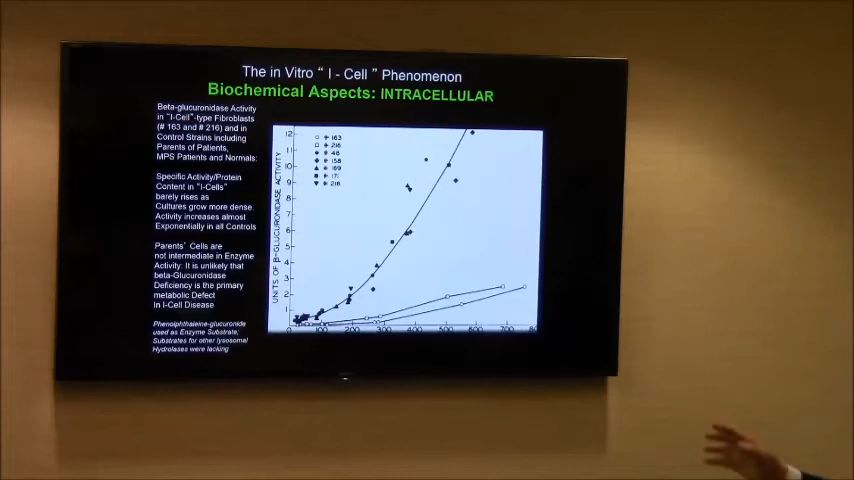 The in Vitro " I - Cell " Phenomenon
Biochemical Aspects: INTRACELLULAR
Beta-glucuronidase Activity
in "I-Cell"-type Fibroblasts
(# 163 and # 216) and in
Control Strains including
Parents of Patients,
MPS Patients and Normals:
Specific Activity/Protein
Content in "I-Cells"
barely rises as
Cultures grow more dense.
Activity increases almost
Exponentially in all Controls
Parents' Cells are
not intermediate in Enzyme
Activity: It is unlikely that
beta-Glucuronidase
Deficiency is the primary
metabolic Defect
in I-Cell Disease
Phenolphthaleine-glucuronide
used as Enzyme Substrate,
Substrates for other lysosomal
Hydrolases were lacking
UNITS OF β-GLUCURONIDASE ACTIVITY
12
11
10
9
8
7
6
5
4
3
2
1
# 163
# 216
# 48
# 158
# 169
# 171
# 218
0 100 200 300 400 500 600 700